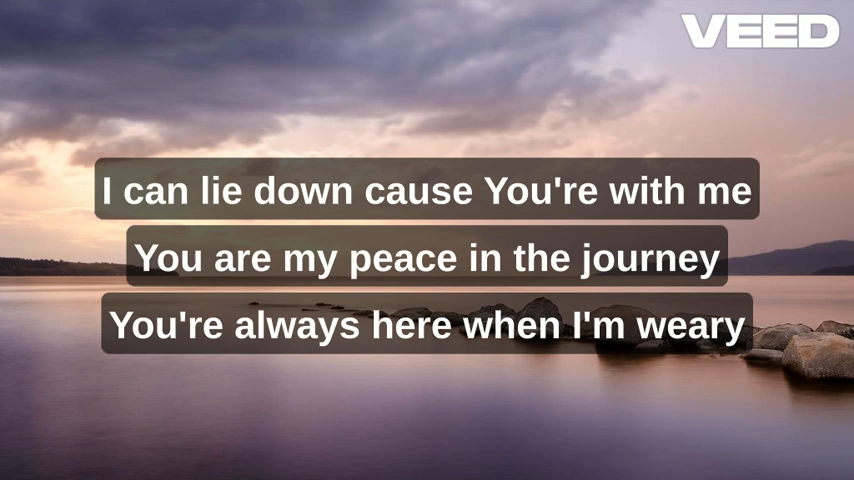 VEED
I can lie down cause You're with me
You are my peace in the journey
You're always here when I'm weary